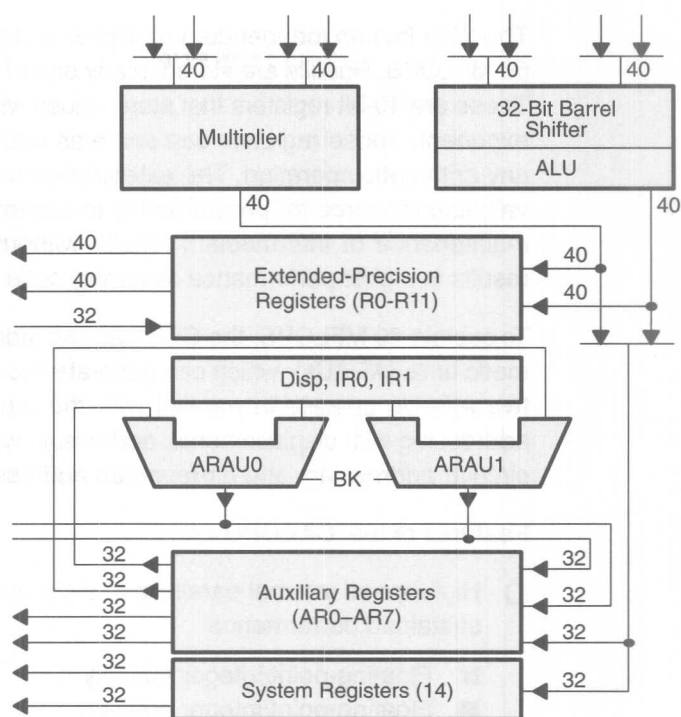 40 40 40 40
Multiplier
32-Bit Barrel
Shifter
ALU
40 40
40
40
40
32
Extended-Precision
Registers (R0-R11)
40
40
Disp, IR0, IR1
ARAU0
BK
ARAU1
32
32
32
32
Auxiliary Registers
(AR0–AR7)
32
32
32
32
32
System Registers (14)
32